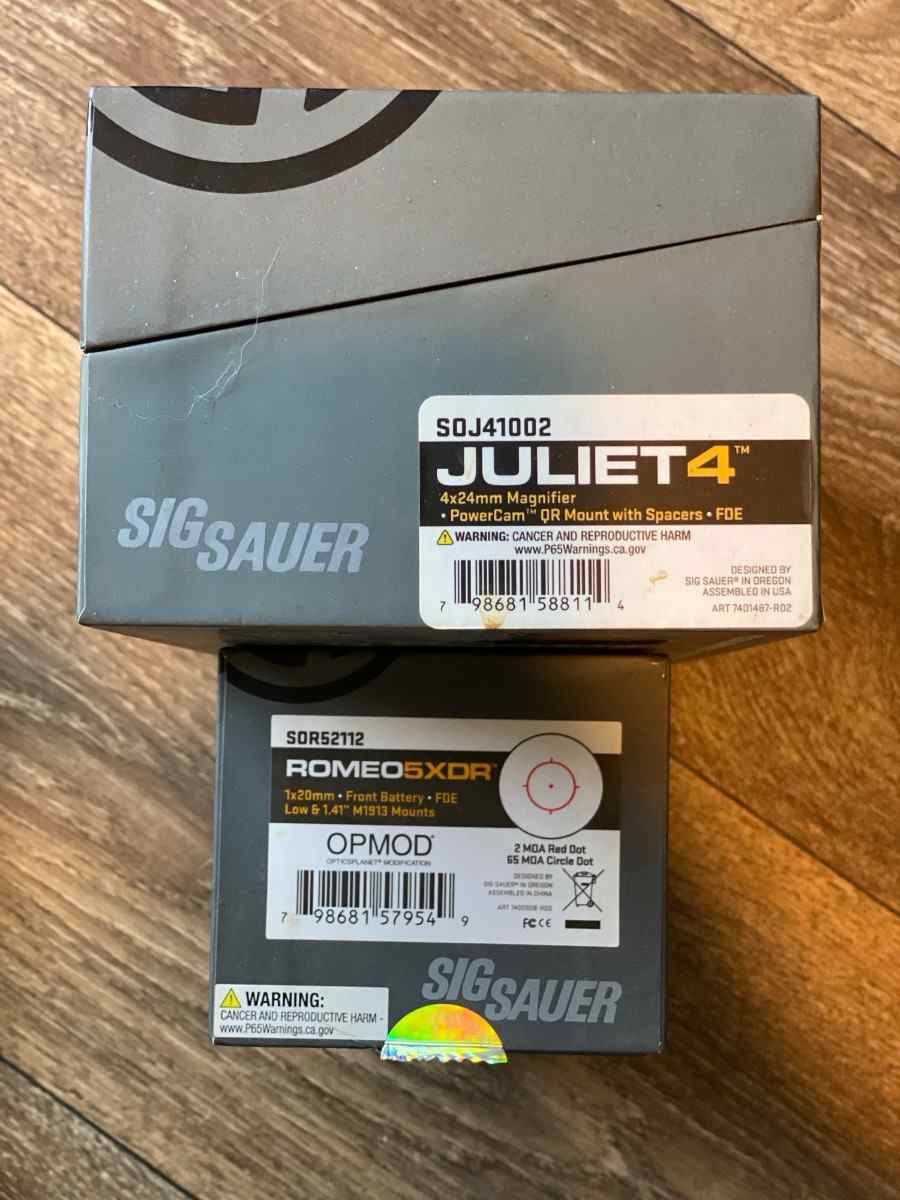 SOJ41002
JULIET4™
4x24mm Magnifier
• PowerCam™ QR Mount with Spacers • FDE
WARNING: CANCER AND REPRODUCTIVE HARM
www.P65Warnings.ca.gov
DESIGNED BY
SIG SAUER® IN OREGON
ASSEMBLED IN USA
7 98681 58811 4
ART 7401487-R02
SIG SAUER
SOR52112
ROMEO5XDR™
1x20mm • Front Battery • FDE
Low & 1.41" M1913 Mounts
OPMOD®
OPTICSPLANET® MODIFICATION
2 MOA Red Dot
65 MOA Circle Dot
DESIGNED BY
SIG SAUER® IN OREGON
ASSEMBLED IN CHINA
7 98681 57954 9
FC CE
SIG SAUER
WARNING:
CANCER AND REPRODUCTIVE HARM -
www.P65Warnings.ca.gov